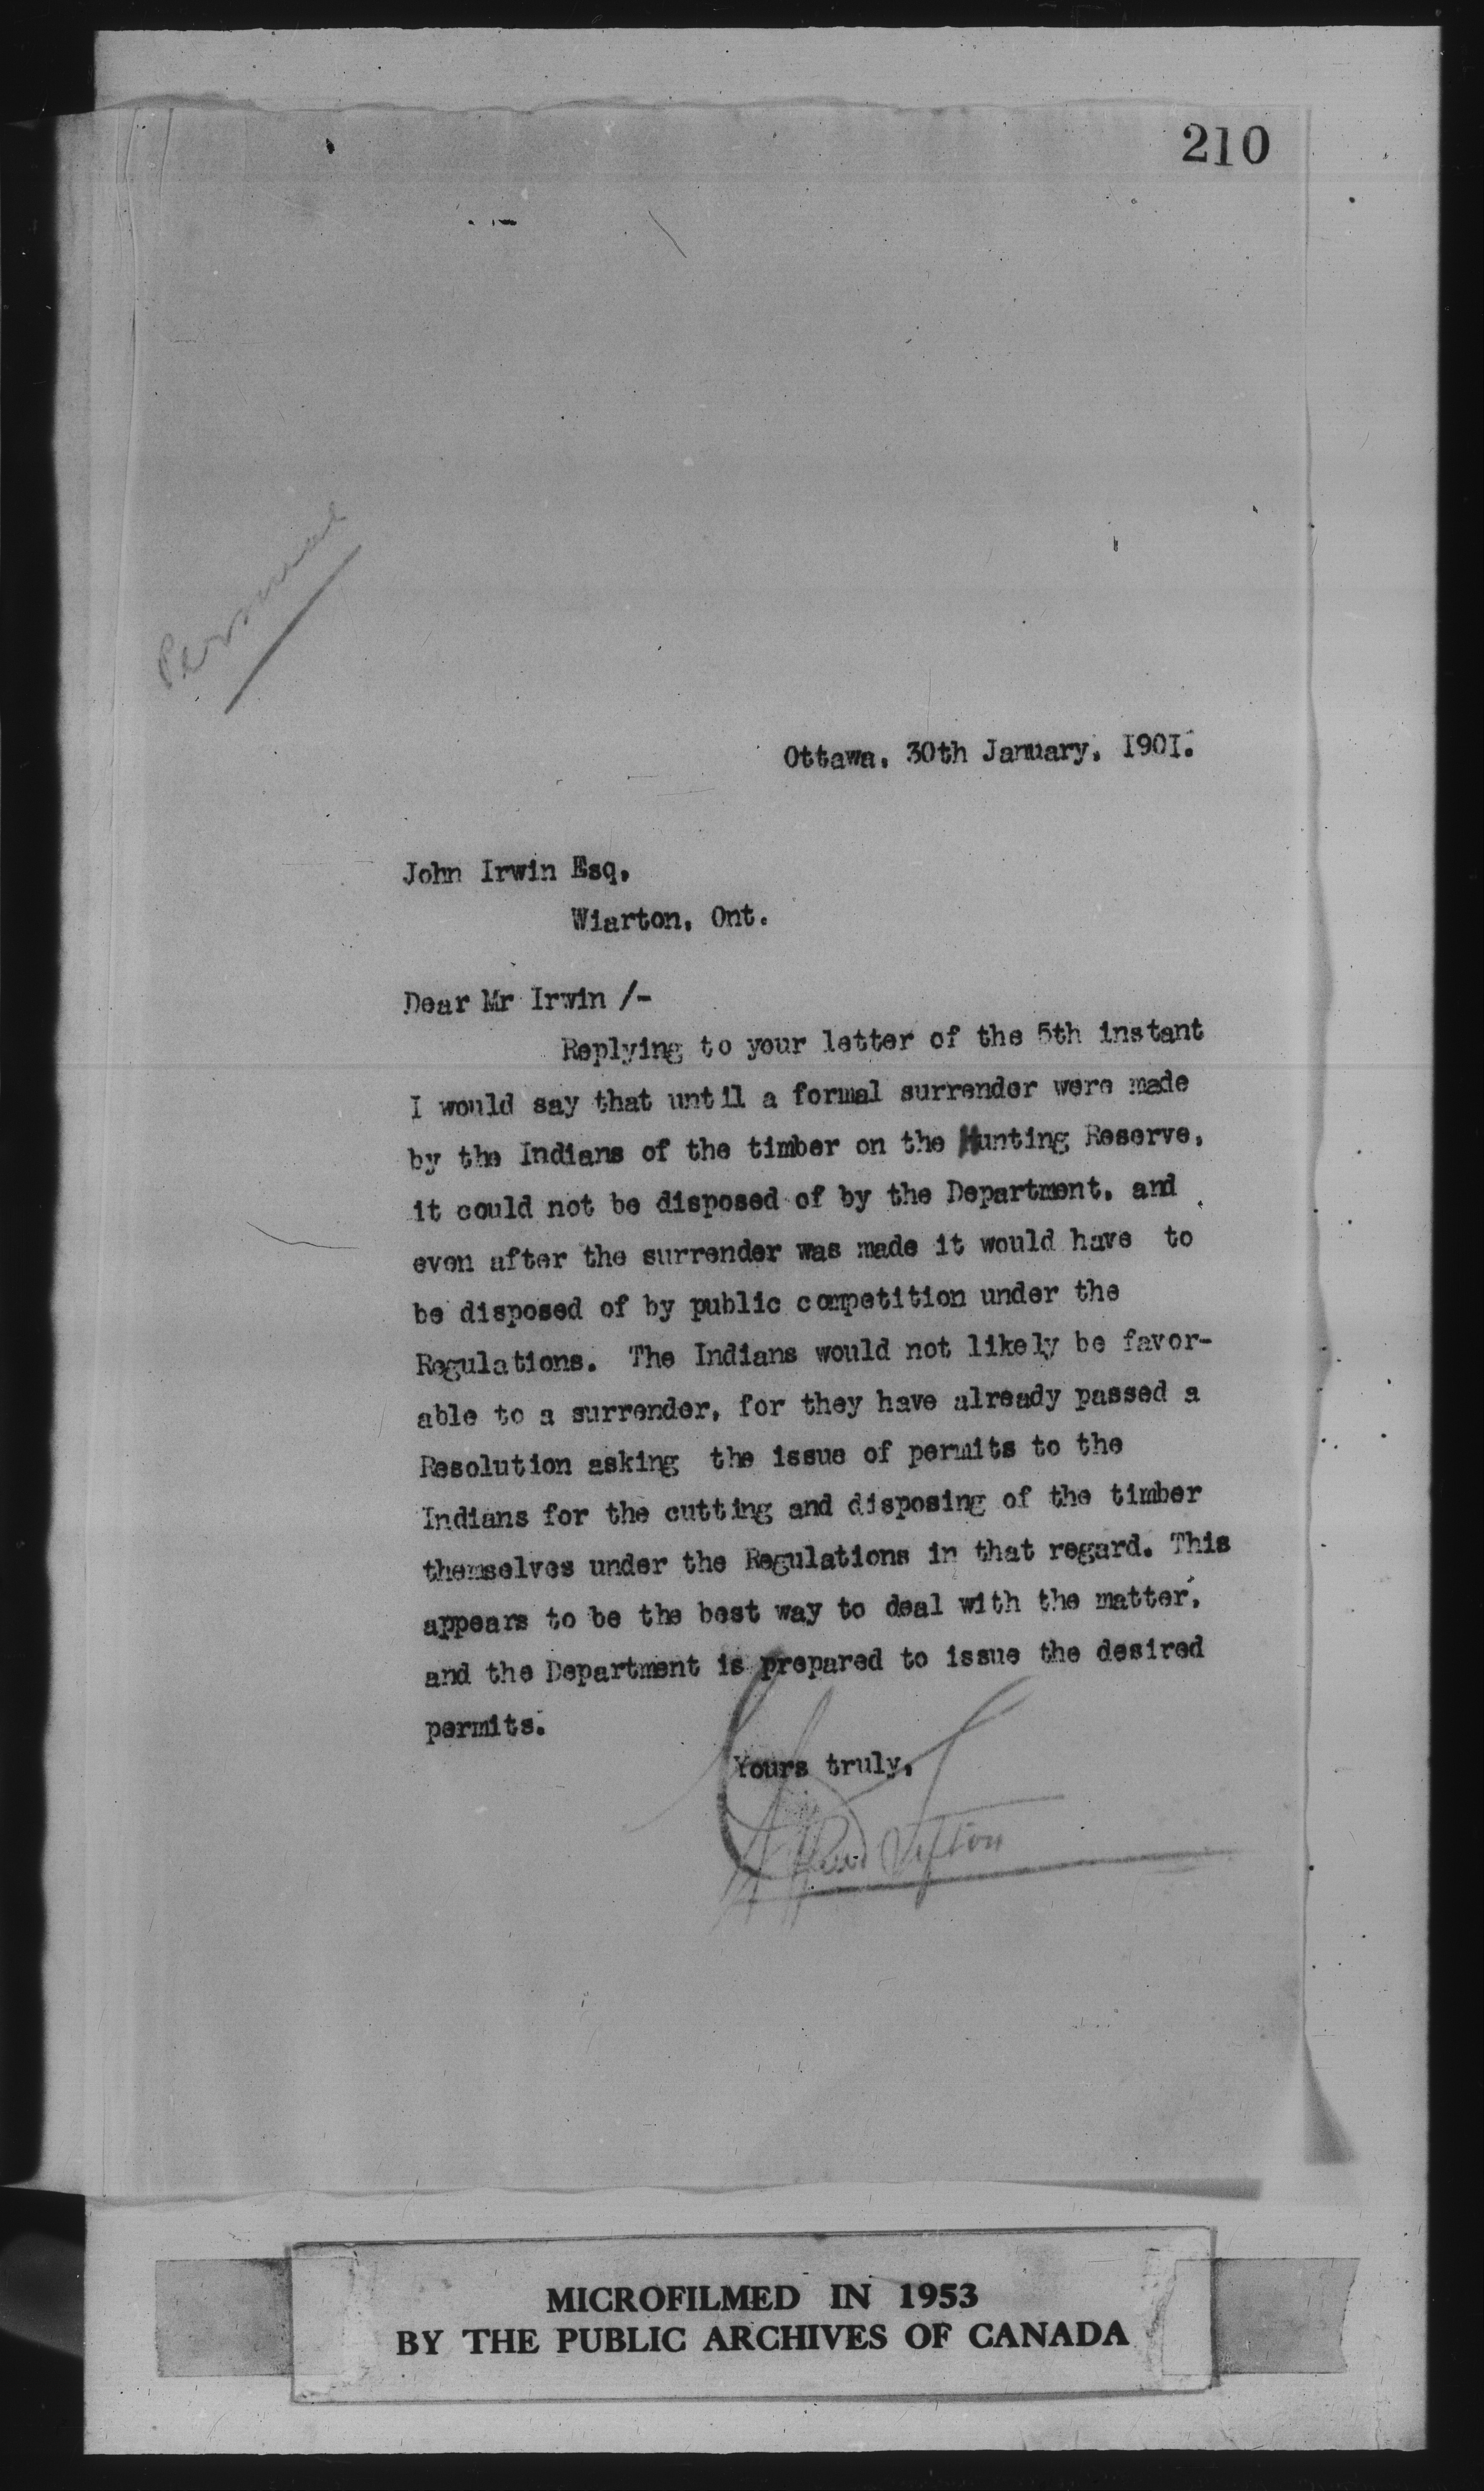 210
Personal
Ottawa, 30th January, I90I.
John Irwin Esq,
Wiarton, Ont.
Dear Mr Irwin /-
Replying to your letter of the 5th instant
I would say that until a formal surrender were made
by the Indians of the timber on the Hunting Reserve,
it could not be disposed of by the Department, and
even after the surrender was made it would have to
be disposed of by public competition under the
Regulations. The Indians would not likely be favor-
able to a surrender, for they have already passed a
Resolution asking the issue of permits to the
Indians for the cutting and disposing of the timber
themselves under the Regulations in that regard. This
appears to be the best way to deal with the matter,
and the Department is prepared to issue the desired
permits.
Yours truly,
Sifton
MICROFILMED IN 1953
BY THE PUBLIC ARCHIVES OF CANADA